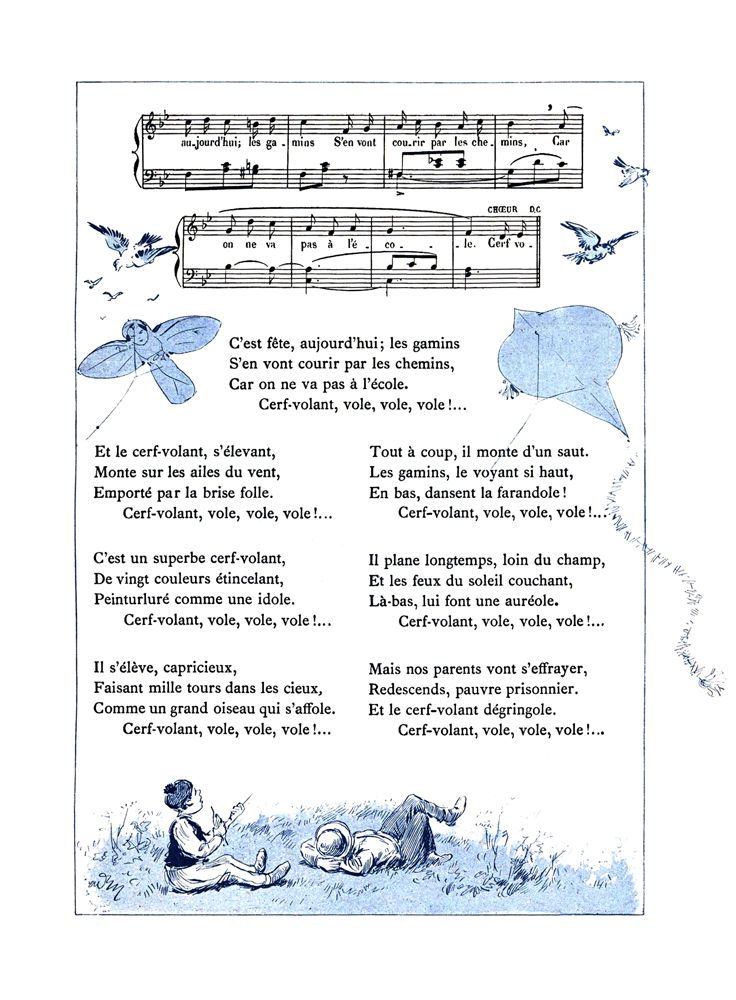 au-jourd'hui; les ga - mins S'en vont cou-rir par les che - mins, Car
CHŒUR D.C
on ne va pas à l'é - co - le. Cerf vo -
C'est fête, aujourd'hui; les gamins
S'en vont courir par les chemins,
Car on ne va pas à l'école.
Cerf-volant, vole, vole, vole !...
Et le cerf-volant, s'élevant,
Monte sur les ailes du vent,
Emporté par la brise folle.
Cerf-volant, vole, vole, vole !...
C'est un superbe cerf-volant,
De vingt couleurs étincelant,
Peinturluré comme une idole.
Cerf-volant, vole, vole, vole !...
Il s'élève, capricieux,
Faisant mille tours dans les cieux,
Comme un grand oiseau qui s'affole.
Cerf-volant, vole, vole, vole !...
Tout à coup, il monte d'un saut.
Les gamins, le voyant si haut,
En bas, dansent la farandole !
Cerf-volant, vole, vole, vole !...
Il plane longtemps, loin du champ,
Et les feux du soleil couchant,
Là-bas, lui font une auréole.
Cerf-volant, vole, vole, vole !...
Mais nos parents vont s'effrayer,
Redescends, pauvre prisonnier.
Et le cerf-volant dégringole.
Cerf-volant, vole, vole, vole !...